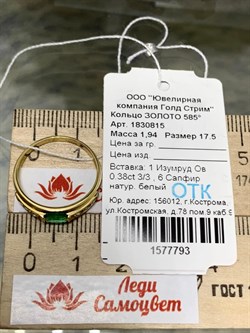 ООО "Ювелирная
компания Голд Стрим"
Кольцо ЗОЛОТО 585°
Арт. 1830815
Масса 1,94 Размер 17.5
Цена за гр.
Цена изд.
Вставка: 1 Изумруд Ов
0.38ct 3/3 , 6 Сапфир
натур. белый
ОТК
Юр. адрес: 156012, г.Кострома,
ул.Костромская, д.78 пом.9 каб 9
1577793
Леди
Самоцвет